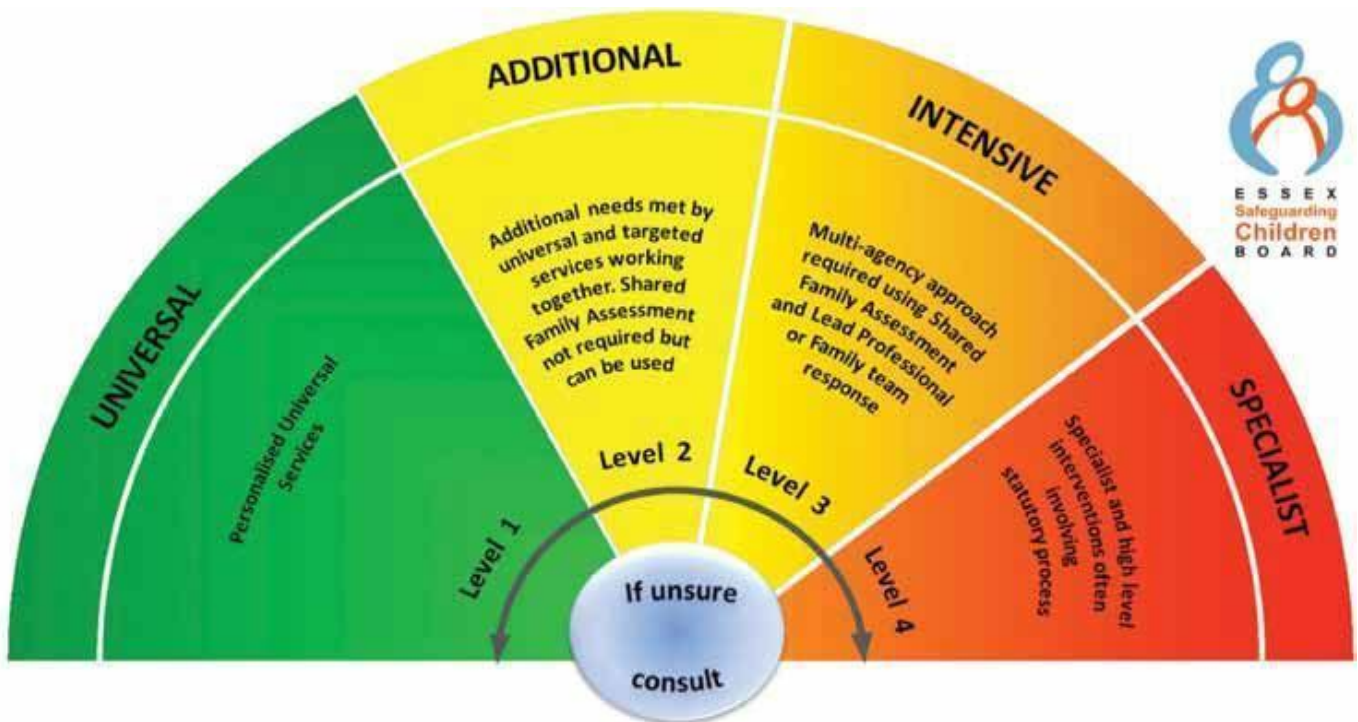 UNIVERSAL
Personalised Universal
Services
Level 1
ADDITIONAL
Additional needs met by
universal and targeted
services working
together. Shared
Family Assessment
not required but
can be used
Level 2
INTENSIVE
Multi-agency approach
required using Shared
Family Assessment
and Lead Professional
or Family team
response
Level 3
SPECIALIST
Specialist and high level
interventions often
involving
statutory process
Level 4
If unsure
consult
ESSEX
Safeguarding
Children
BOARD